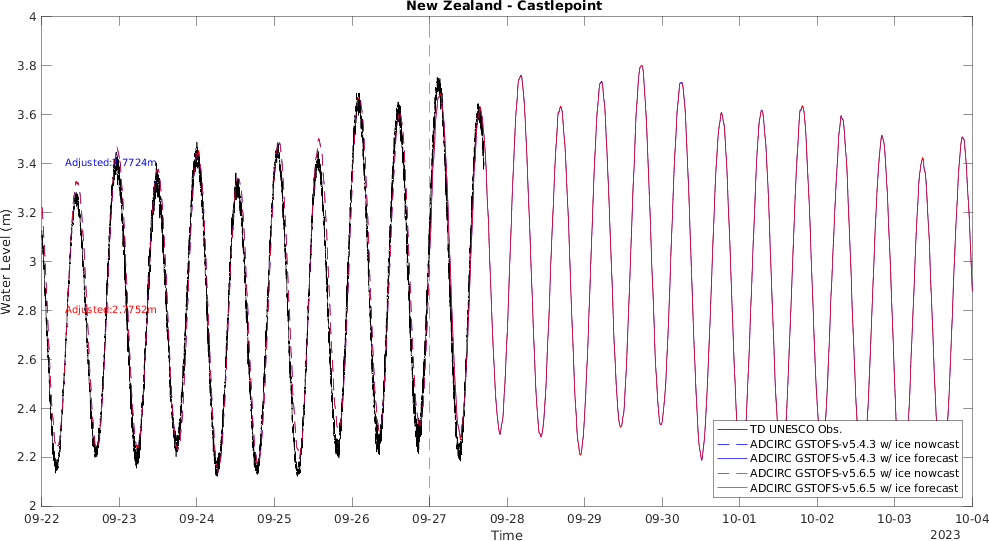 New Zealand - Castlepoint
4
3.8
3.6
3.4
3.2
3
2.8
2.6
2.4
2.2
2
Water Level (m)
Adjusted:2.7724m
Adjusted:2.7752m
TD UNESCO Obs.
ADCIRC GSTOFS-v5.4.3 w/ ice nowcast
ADCIRC GSTOFS-v5.4.3 w/ ice forecast
ADCIRC GSTOFS-v5.6.5 w/ ice nowcast
ADCIRC GSTOFS-v5.6.5 w/ ice forecast
09-22 09-23 09-24 09-25 09-26 09-27 09-28 09-29 09-30 10-01 10-02 10-03 10-04
Time
2023